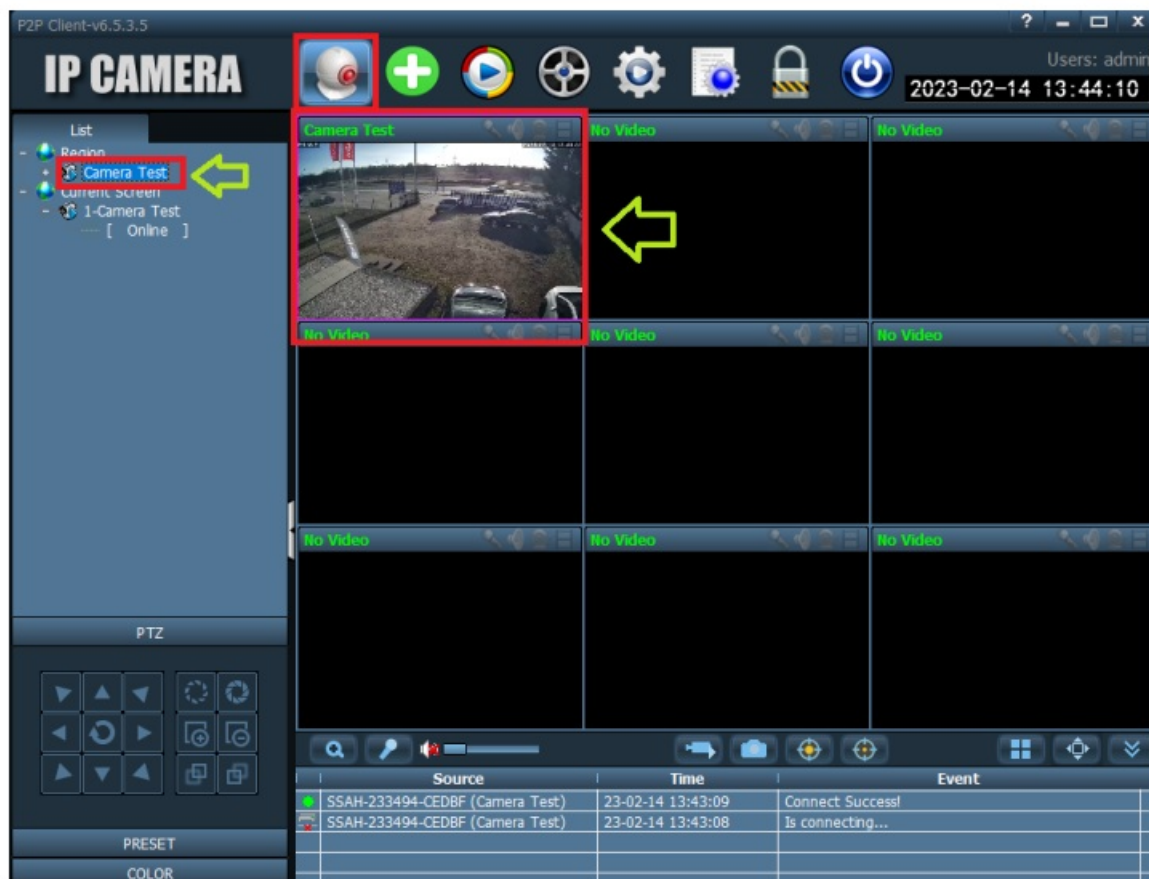 P2P Client-v6.5.3.5
IP CAMERA
Users: admin
2023-02-14 13:44:10
List
Region
Camera Test
Current Screen
1-Camera Test
[ Online ]
Camera Test
No Video
No Video
No Video
No Video
No Video
No Video
No Video
No Video
PTZ
PRESET
COLOR
Source Time Event
SSAH-233494-CEDBF (Camera Test) 23-02-14 13:43:09 Connect Success!
SSAH-233494-CEDBF (Camera Test) 23-02-14 13:43:08 Is connecting...